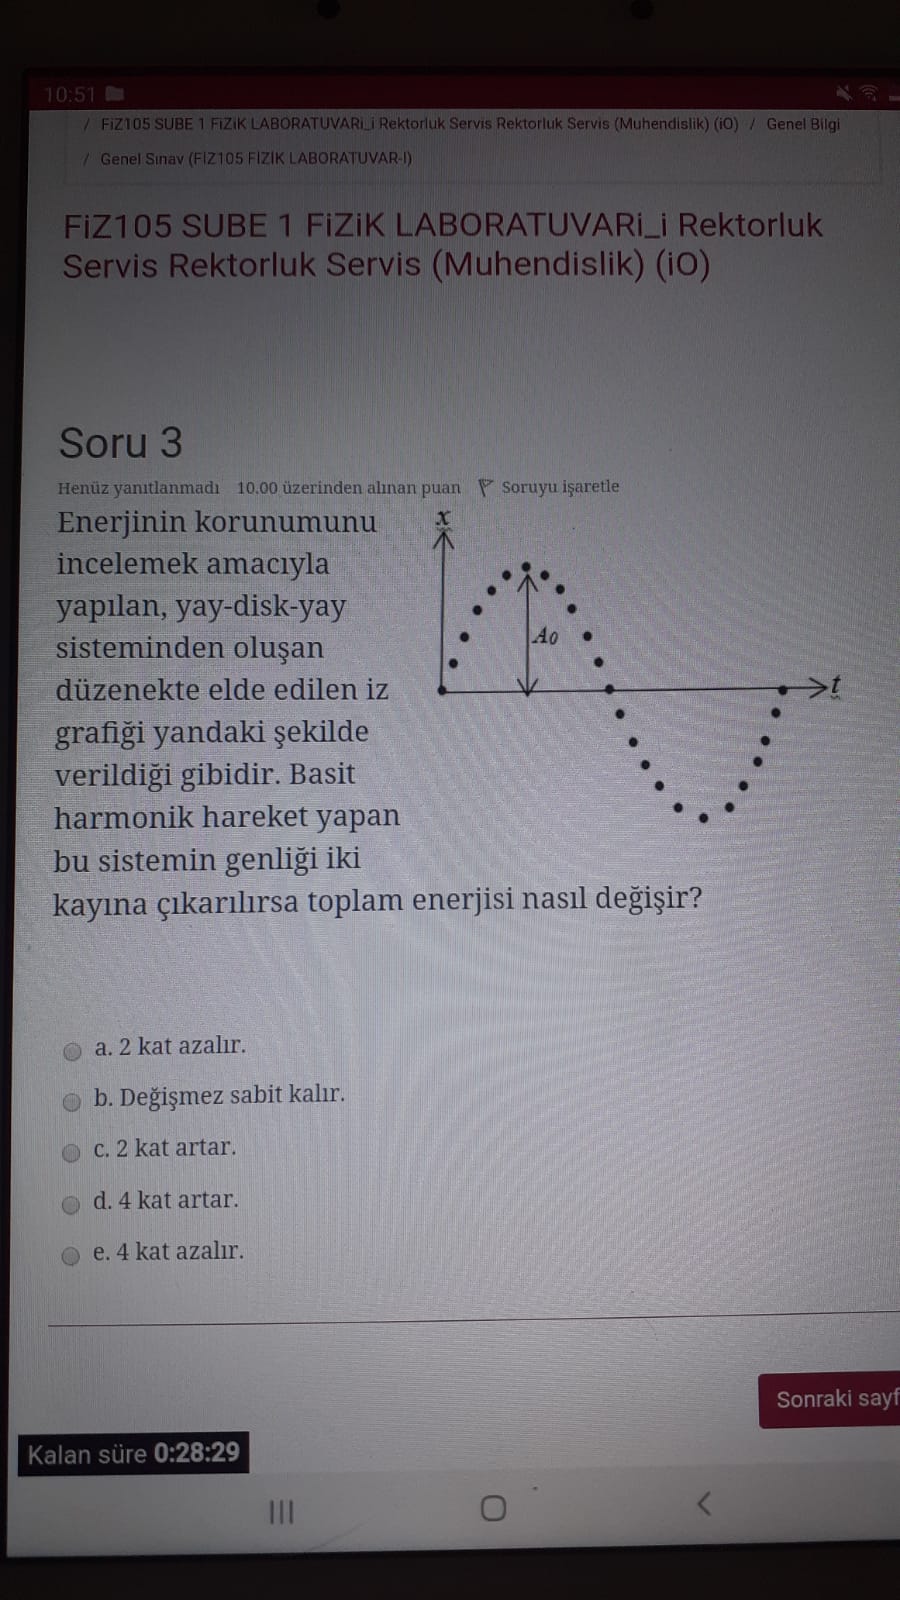 10:51
/ FiZ105 SUBE 1 FiZiK LABORATUVARi_i Rektorluk Servis Rektorluk Servis (Muhendislik) (iO) / Genel Bilgi
/ Genel Sınav (FİZ105 FİZİK LABORATUVAR-I)
FiZ105 SUBE 1 FiZiK LABORATUVARi_i Rektorluk
Servis Rektorluk Servis (Muhendislik) (iO)
Soru 3
Henüz yanıtlanmadı 10,00 üzerinden alınan puan Soruyu işaretle
Enerjinin korunumunu
incelemek amacıyla
yapılan, yay-disk-yay
sisteminden oluşan
düzenekte elde edilen iz
grafiği yandaki şekilde
verildiği gibidir. Basit
harmonik hareket yapan
bu sistemin genliği iki
kayına çıkarılırsa toplam enerjisi nasıl değişir?
x
A0
t
a. 2 kat azalır.
b. Değişmez sabit kalır.
c. 2 kat artar.
d. 4 kat artar.
e. 4 kat azalır.
Sonraki sayf
Kalan süre 0:28:29